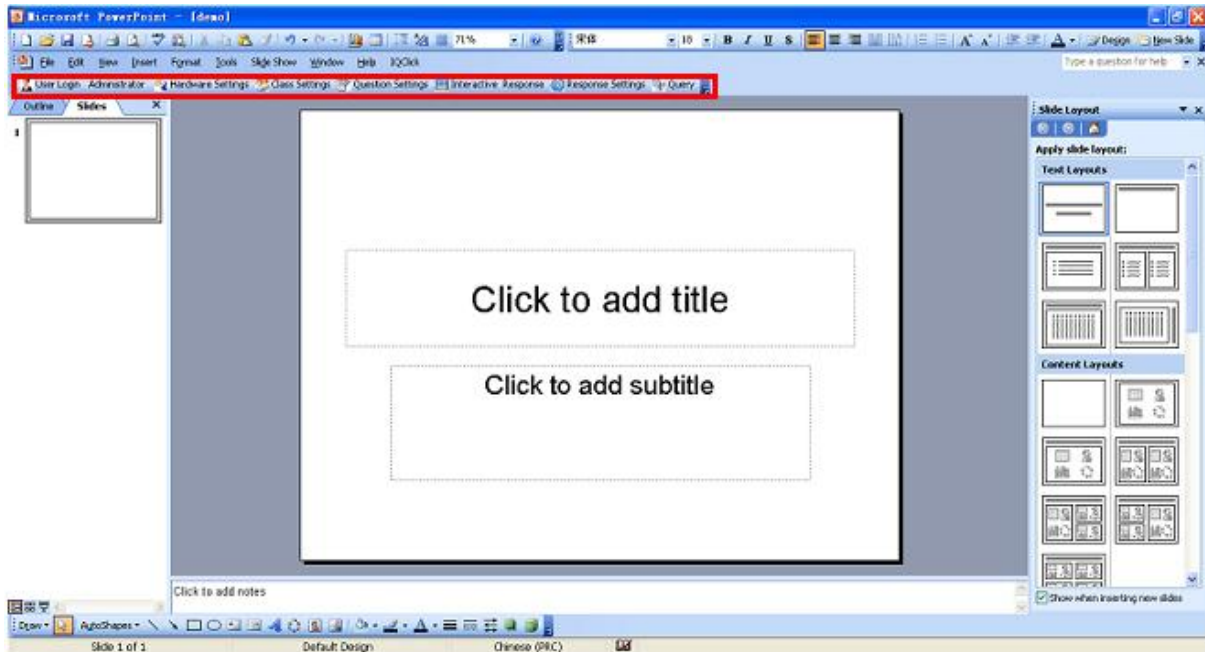 Microsoft PowerPoint - [demo]
71% 宋体 18 B I U S A A A Design New Slide
File Edit View Insert Format Tools Slide Show Window Help IQClick Type a question for help
User Login Administrator Hardware Settings Class Settings Question Settings Interactive Response Response Settings Query
Outline Slides
Slide Layout
1
Apply slide layout:
Text Layouts
Click to add title
Click to add subtitle
Content Layouts
Click to add notes
Show when inserting new slides
Draw AutoShapes A
Slide 1 of 1 Default Design Chinese (PRC)